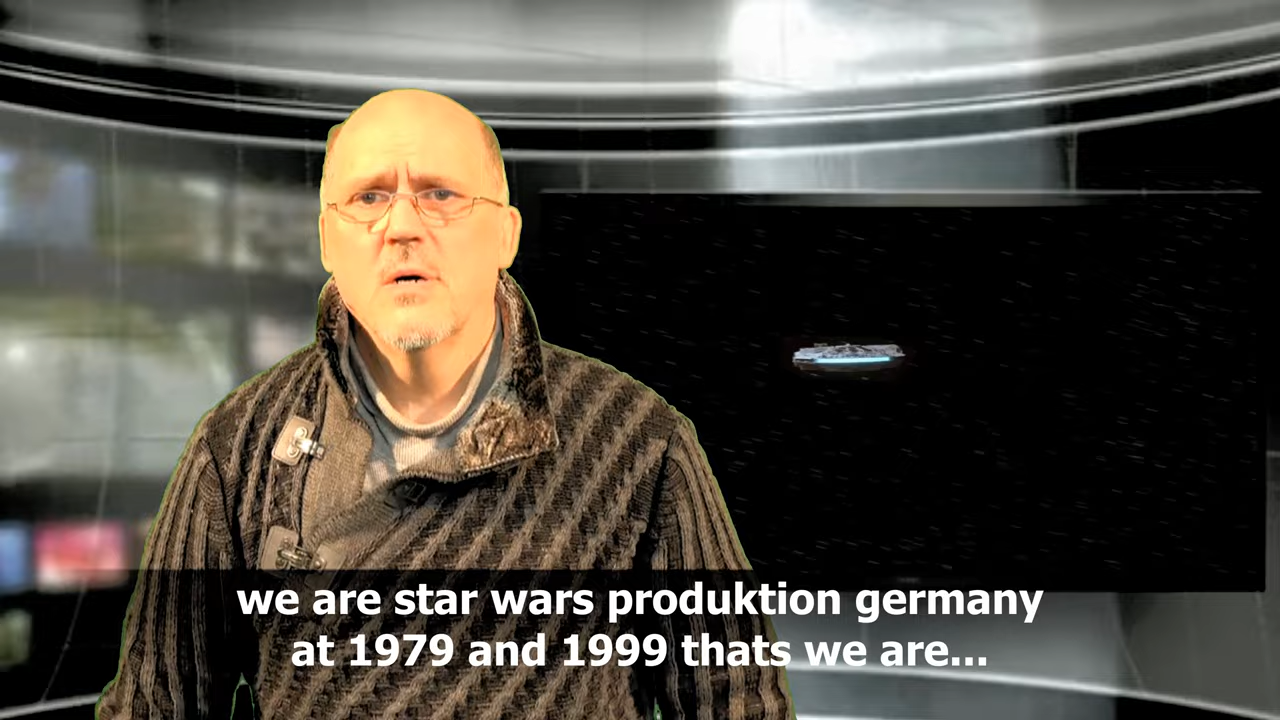 we are star wars produktion germany
at 1979 and 1999 thats we are...